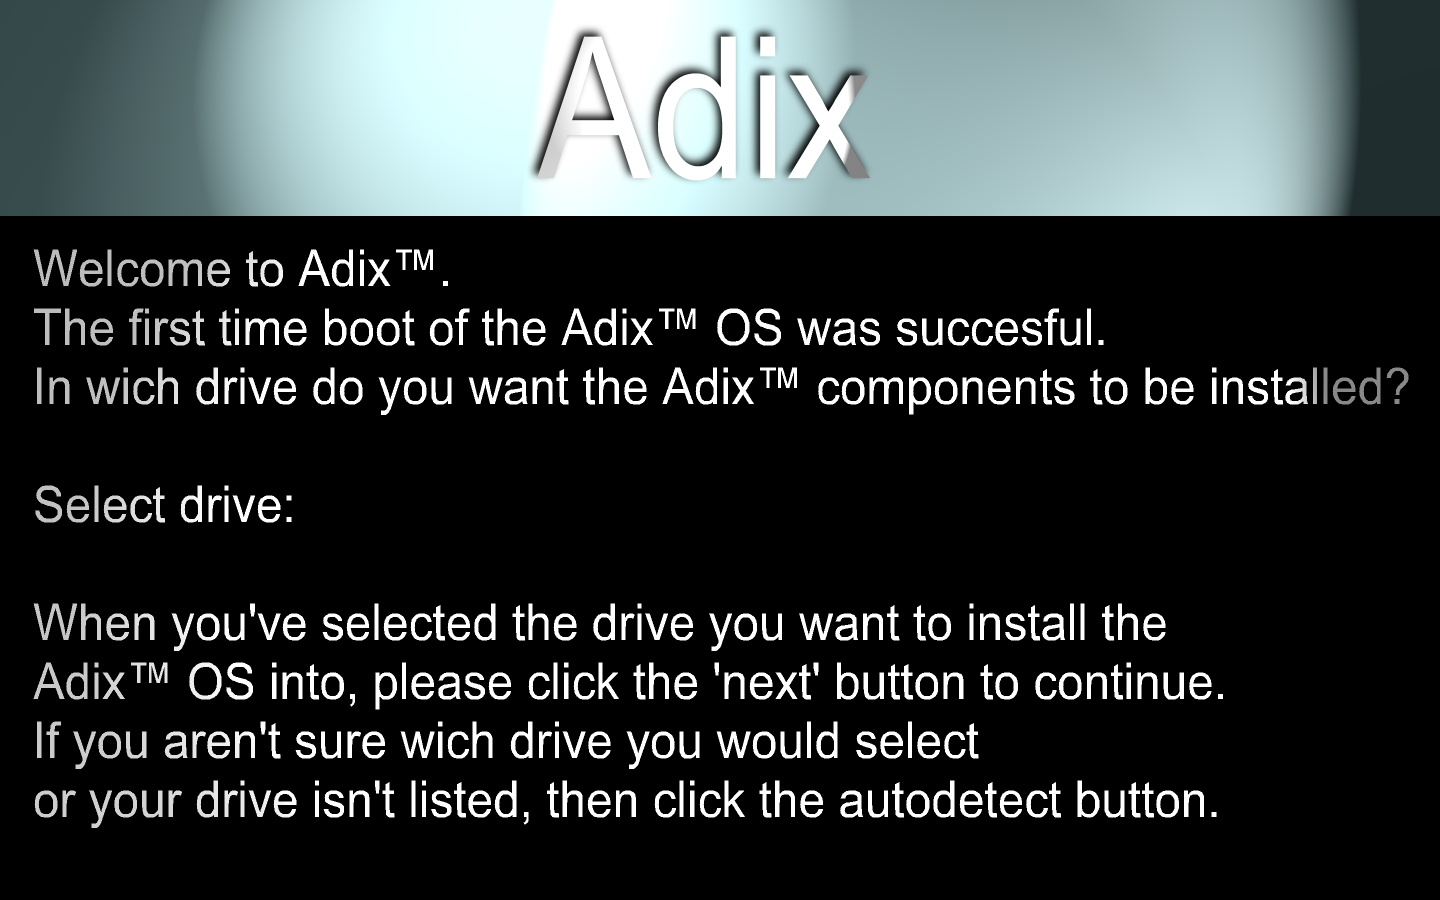 Adix
Welcome to Adix™.
The first time boot of the Adix™ OS was succesful.
In wich drive do you want the Adix™ components to be installed?
Select drive:
When you've selected the drive you want to install the
Adix™ OS into, please click the 'next' button to continue.
If you aren't sure wich drive you would select
or your drive isn't listed, then click the autodetect button.